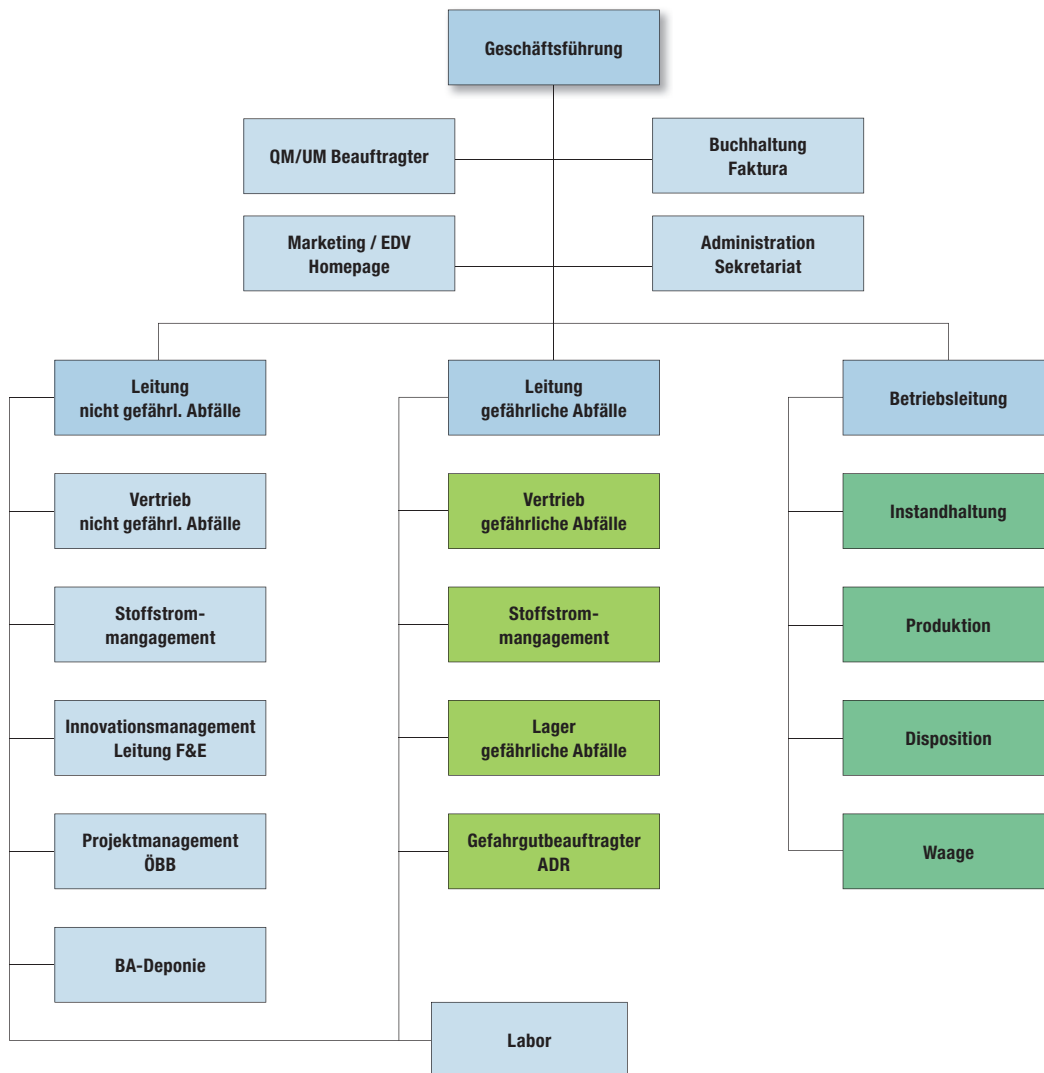 Geschäftsführung
QM/UM Beauftragter
Buchhaltung
Faktura
Marketing / EDV
Homepage
Administration
Sekretariat
Leitung
nicht gefährl. Abfälle
Leitung
gefährliche Abfälle
Betriebsleitung
Vertrieb
nicht gefährl. Abfälle
Vertrieb
gefährliche Abfälle
Instandhaltung
Stoffstrom-
mangagement
Stoffstrom-
mangagement
Produktion
Innovationsmanagement
Leitung F&E
Lager
gefährliche Abfälle
Disposition
Projektmanagement
ÖBB
Gefahrgutbeauftragter
ADR
Waage
BA-Deponie
Labor